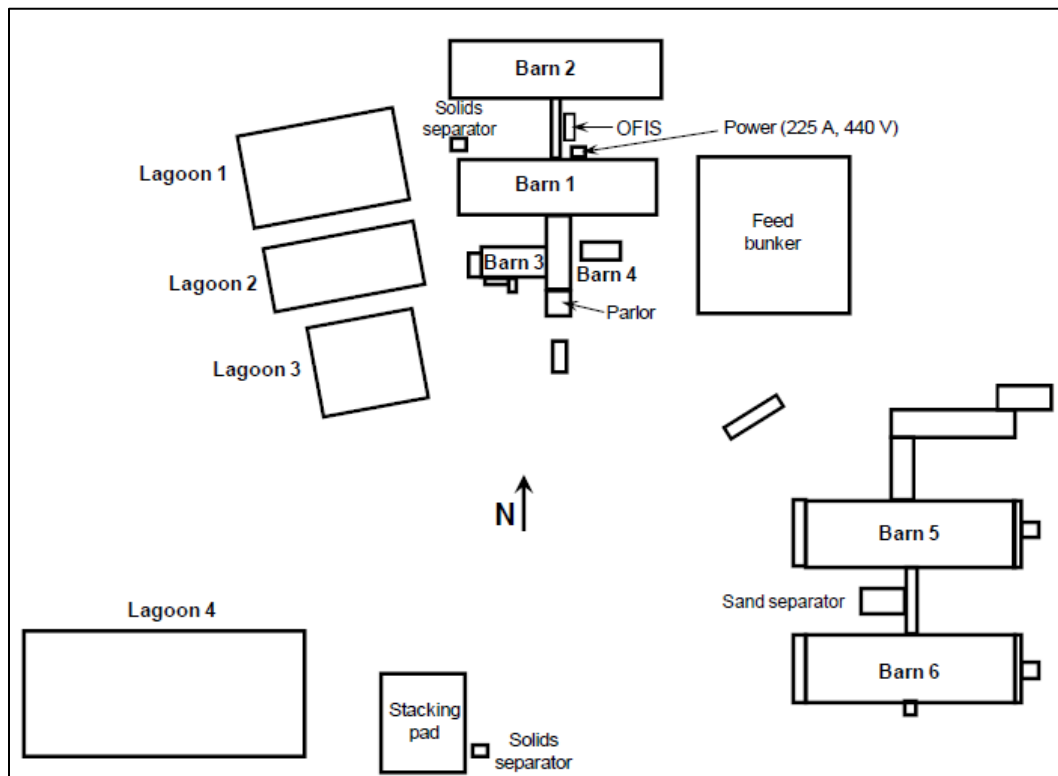 Barn 2
Solids
separator
OFIS
Power (225 A, 440 V)
Lagoon 1
Barn 1
Feed
bunker
Lagoon 2
Barn 3
Barn 4
Parlor
Lagoon 3
N
Barn 5
Sand separator
Lagoon 4
Barn 6
Stacking
pad
Solids
separator